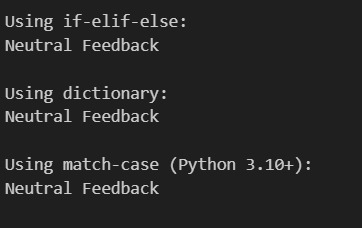 Using if-elif-else:
Neutral Feedback
Using dictionary:
Neutral Feedback
Using match-case (Python 3.10+):
Neutral Feedback